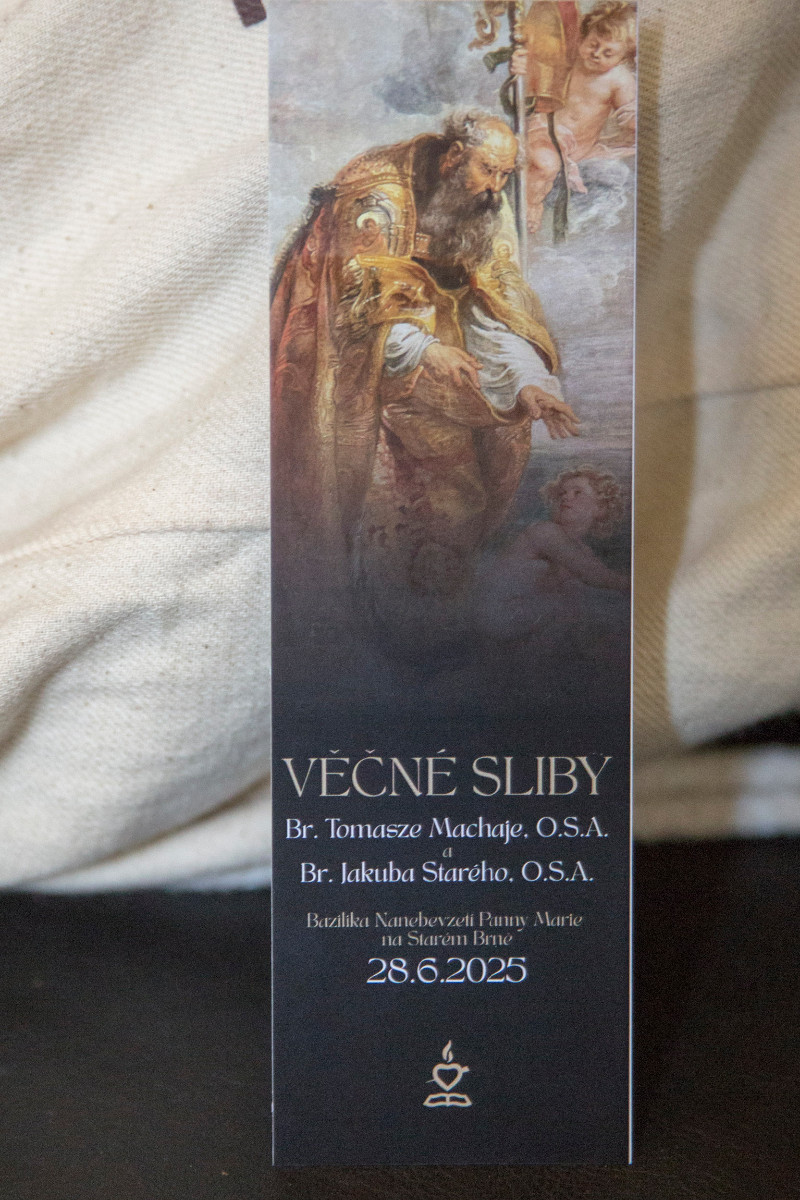 VĚČNÉ SLIBY
Br. Tomasze Machaje, O.S.A.
a
Br. Jakuba Starého, O.S.A.
Bazilika Nanebevzetí Panny Marie
na Starém Brně
28.6.2025